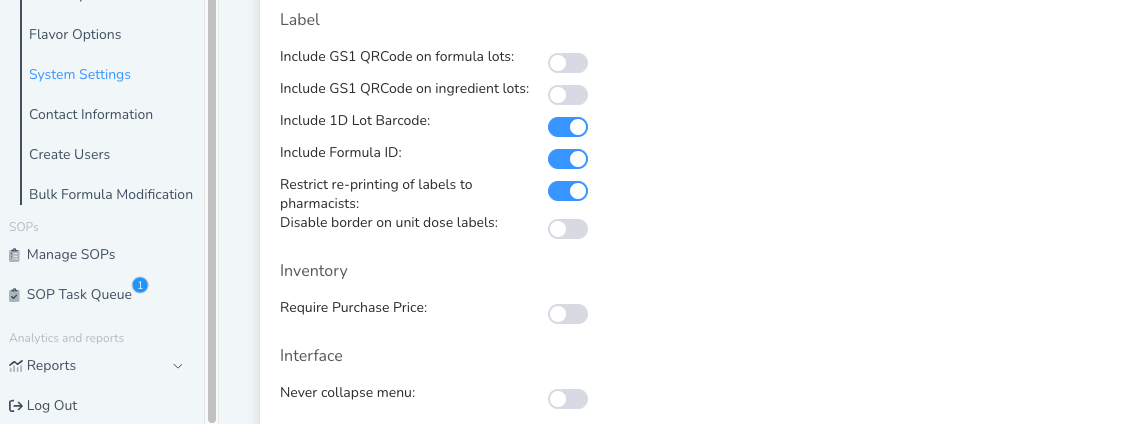 Flavor Options
System Settings
Contact Information
Create Users
Bulk Formula Modification
SOPs
Manage SOPs
SOP Task Queue
1
Analytics and reports
Reports
Log Out
Label
Include GS1 QRCode on formula lots:
Include GS1 QRCode on ingredient lots:
Include 1D Lot Barcode:
Include Formula ID:
Restrict re-printing of labels to
pharmacists:
Disable border on unit dose labels:
Inventory
Require Purchase Price:
Interface
Never collapse menu: